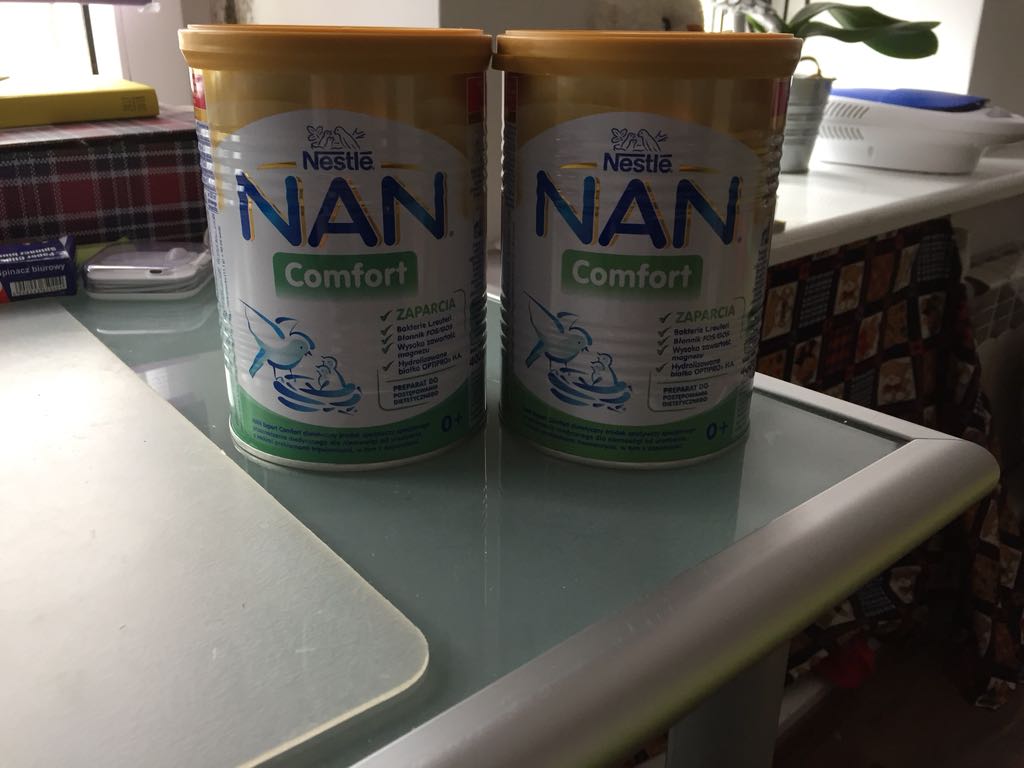 Nestlé
NAN
Comfort
ZAPARCIA
Bakterie L.reuteri
Błonnik FOS/GOS
Wysoka zawartość
magnezu
Hydrolizowane
białko OPTIPRO® H.A.
PREPARAT DO
POSTĘPOWANIA
DIETETYCZNEGO
0+
Nestlé
NAN
Comfort
ZAPARCIA
Bakterie L.reuteri
Błonnik FOS/GOS
Wysoka zawartość
magnezu
Hydrolizowane
białko OPTIPRO® H.A.
PREPARAT DO
POSTĘPOWANIA
DIETETYCZNEGO
0+
Spinacz biurowy